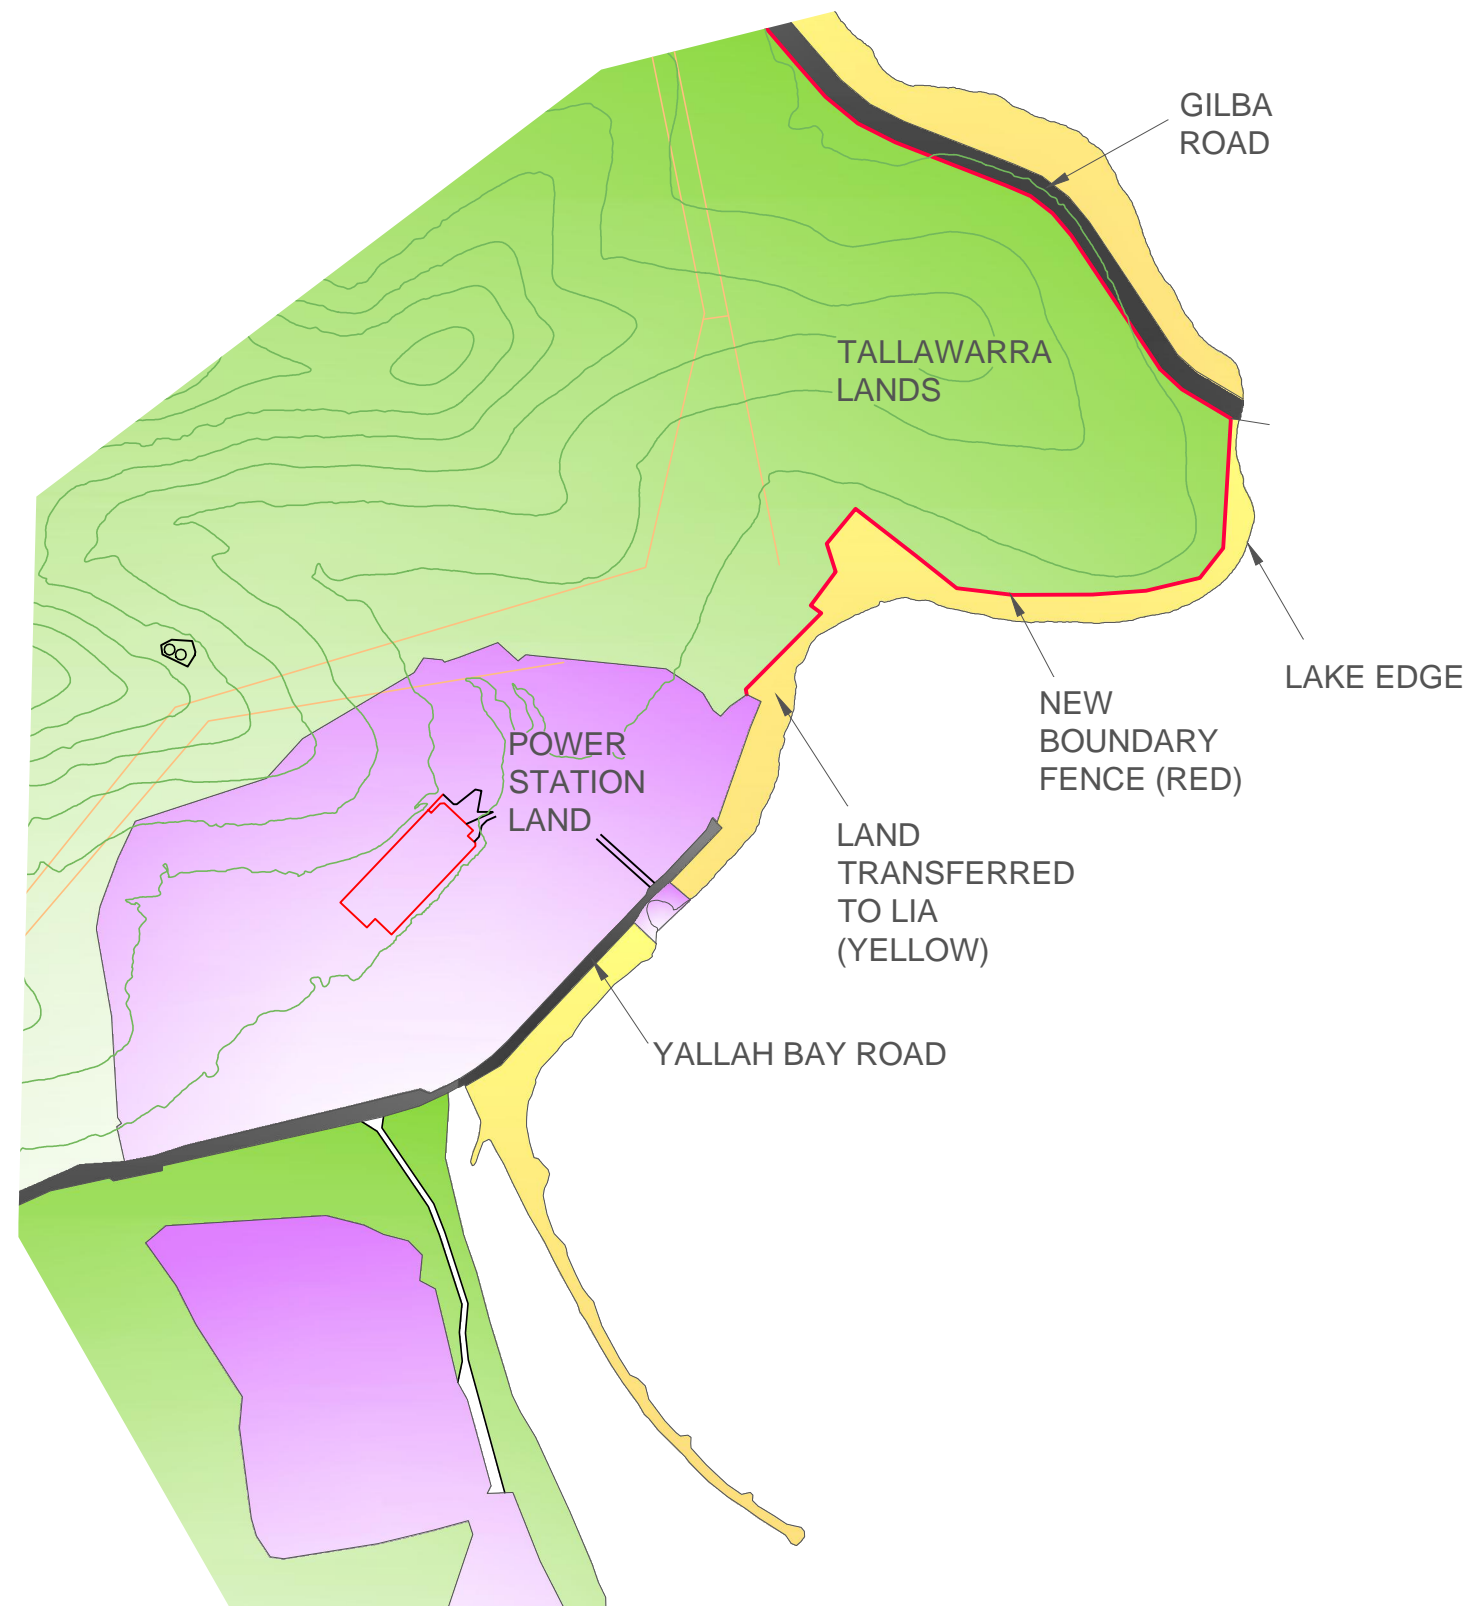 GILBA
ROAD
TALLAWARRA
LANDS
LAKE EDGE
NEW
BOUNDARY
FENCE (RED)
POWER
STATION
LAND
LAND
TRANSFERRED
TO LIA
(YELLOW)
YALLAH BAY ROAD